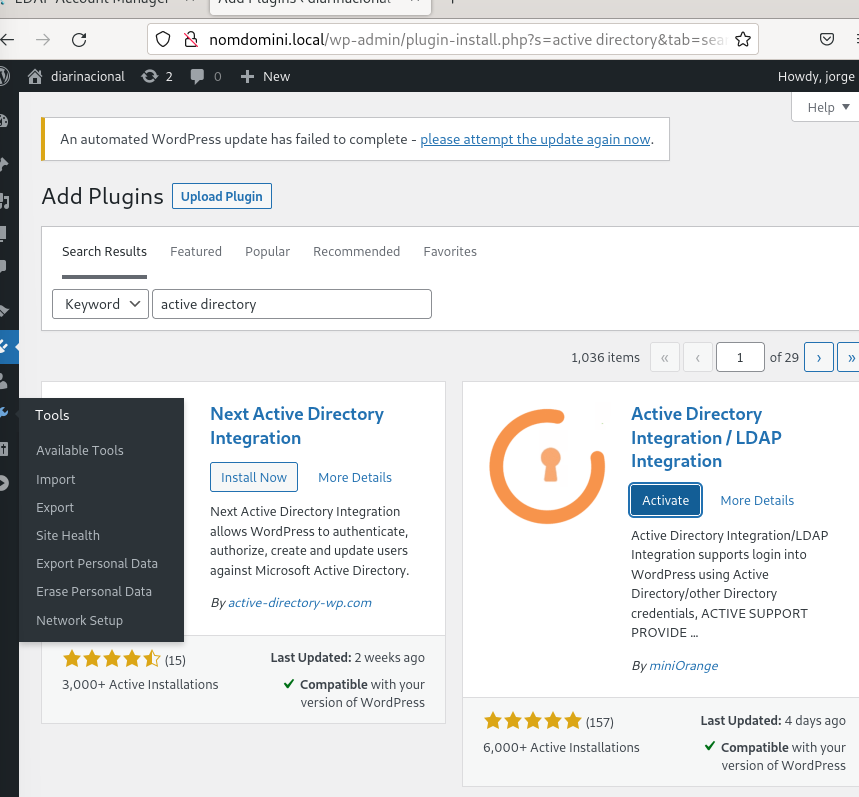 LDAP Account Manager
Add Plugins ‹ diarinacional
nomdomini.local/wp-admin/plugin-install.php?s=active directory&tab=sear
diarinacional 2 0 New Howdy, jorge
Help
An automated WordPress update has failed to complete - please attempt the update again now.
Add Plugins Upload Plugin
Search Results Featured Popular Recommended Favorites
Keyword active directory
1,036 items « ‹ 1 of 29 › »
Tools
Available Tools
Import
Export
Site Health
Export Personal Data
Erase Personal Data
Network Setup
Next Active Directory
Integration
Install Now More Details
Next Active Directory Integration
allows WordPress to authenticate,
authorize, create and update users
against Microsoft Active Directory.
By active-directory-wp.com
(15)
3,000+ Active Installations
Last Updated: 2 weeks ago
Compatible with your
version of WordPress
Active Directory
Integration / LDAP
Integration
Activate More Details
Active Directory Integration/LDAP
Integration supports login into
WordPress using Active
Directory/other Directory
credentials, ACTIVE SUPPORT
PROVIDE ...
By miniOrange
(157)
6,000+ Active Installations
Last Updated: 4 days ago
Compatible with your
version of WordPress